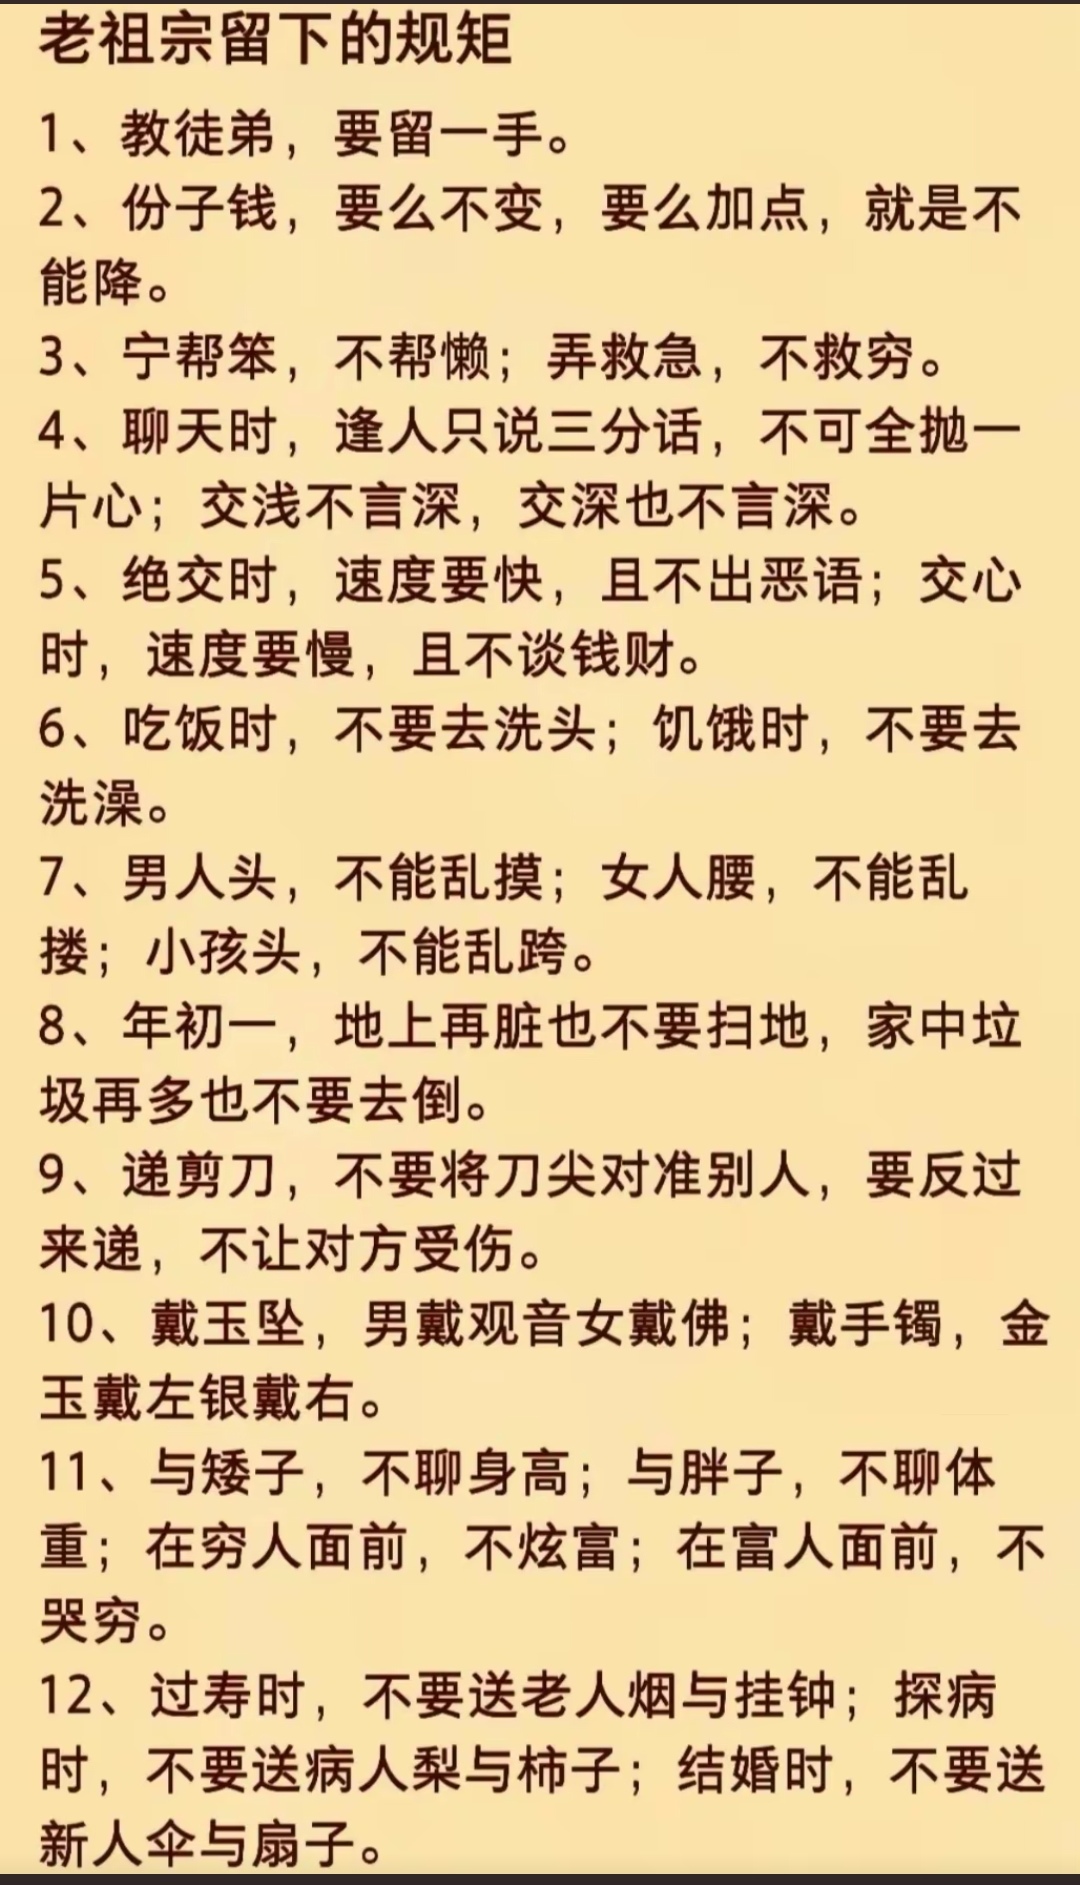 老祖宗留下的规矩
1、教徒弟，要留一手。
2、份子钱，要么不变，要么加点，就是不
能降。
3、宁帮笨，不帮懒；弄救急，不救穷。
4、聊天时，逢人只说三分话，不可全抛一
片心；交浅不言深，交深也不言深。
5、绝交时，速度要快，且不出恶语；交心
时，速度要慢，且不谈钱财。
6、吃饭时，不要去洗头；饥饿时，不要去
洗澡。
7、男人头，不能乱摸；女人腰，不能乱
搂；小孩头，不能乱跨。
8、年初一，地上再脏也不要扫地，家中垃
圾再多也不要去倒。
9、递剪刀，不要将刀尖对准别人，要反过
来递，不让对方受伤。
10、戴玉坠，男戴观音女戴佛；戴手镯，金
玉戴左银戴右。
11、与矮子，不聊身高；与胖子，不聊体
重；在穷人面前，不炫富；在富人面前，不
哭穷。
12、过寿时，不要送老人烟与挂钟；探病
时，不要送病人梨与柿子；结婚时，不要送
新人伞与扇子。